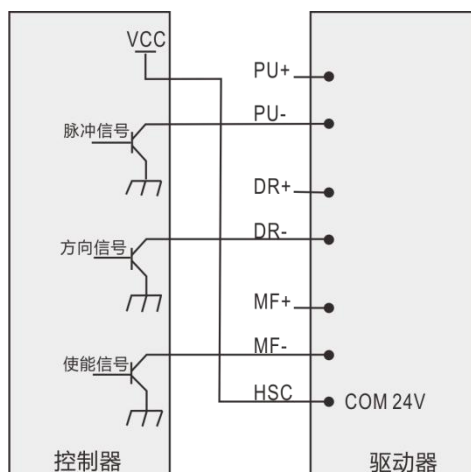 VCC
脉冲信号
方向信号
使能信号
控制器
PU+
PU-
DR+
DR-
MF+
MF-
HSC
COM 24V
驱动器